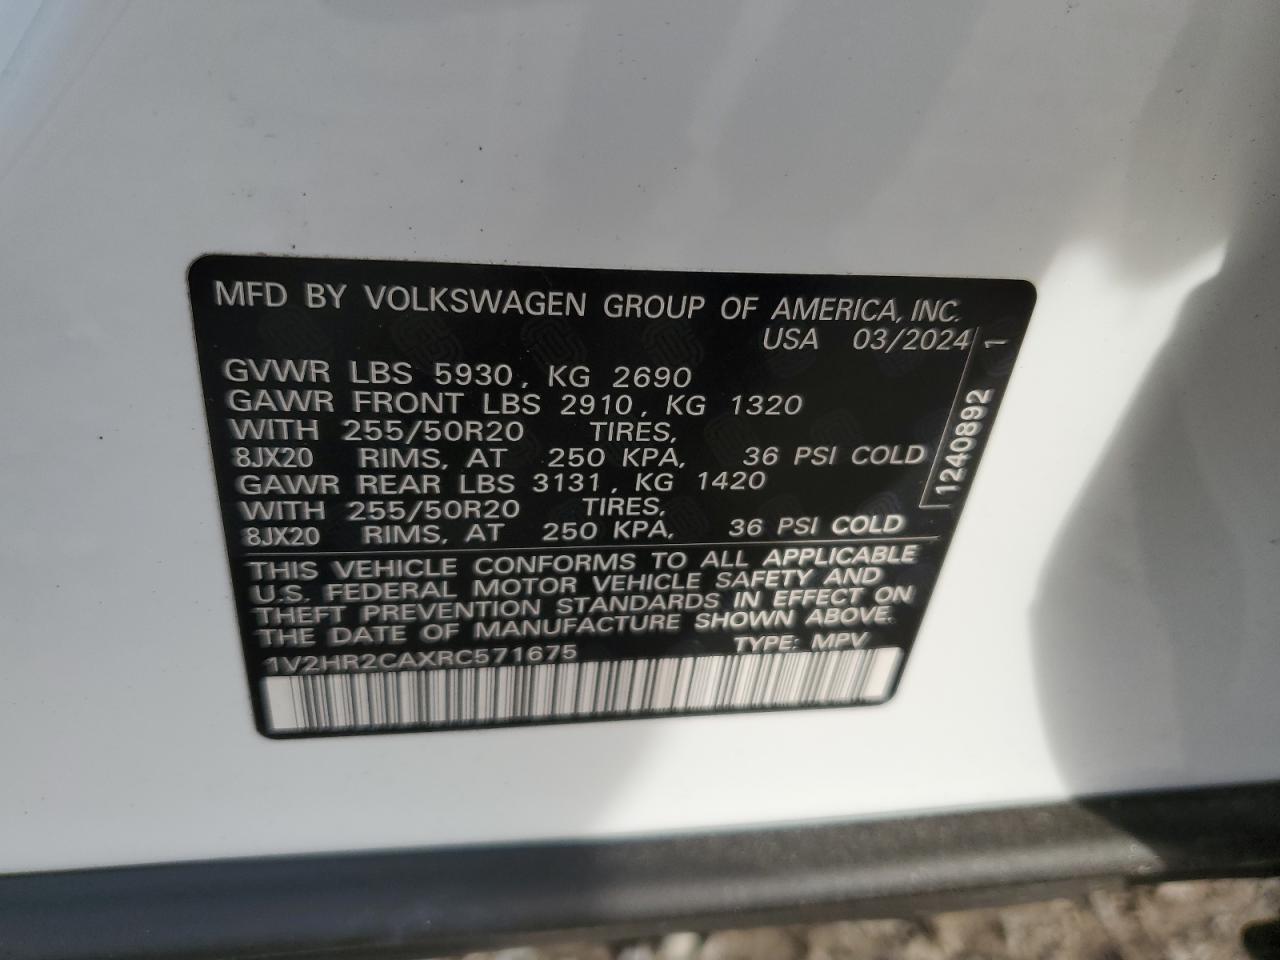 MFD BY VOLKSWAGEN GROUP OF AMERICA, INC.
USA 03/2024
GVWR LBS 5930, KG 2690
GAWR FRONT LBS 2910, KG 1320
WITH 255/50R20 TIRES,
8JX20 RIMS, AT 250 KPA, 36 PSI COLD
GAWR REAR LBS 3131, KG 1420
WITH 255/50R20 TIRES,
8JX20 RIMS, AT 250 KPA, 36 PSI COLD
1240892 1
THIS VEHICLE CONFORMS TO ALL APPLICABLE
U.S. FEDERAL MOTOR VEHICLE SAFETY AND
THEFT PREVENTION STANDARDS IN EFFECT ON
THE DATE OF MANUFACTURE SHOWN ABOVE.
1V2HR2CAXRC571675 TYPE: MPV